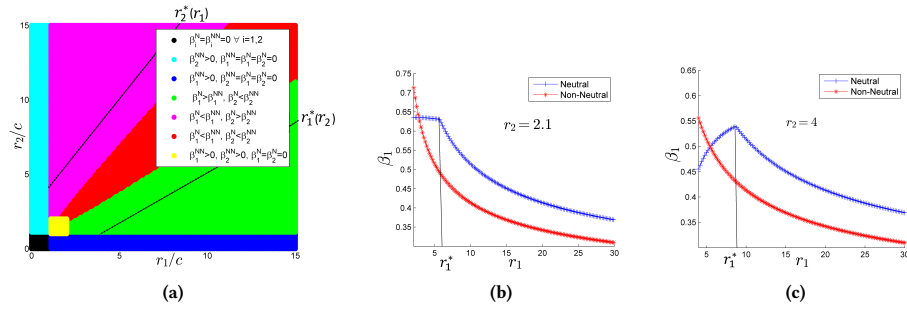 r₂*(r₁)
15
10
5
0
r₂/c
0
5
10
15
r₁/c
β₁ᴺ=βᵢᴺᴺ=0 ∀ i=1,2
β₂ᴺᴺ>0, β₁ᴺᴺ=β₁ᴺ=β₂ᴺ=0
β₁ᴺᴺ>0, β₂ᴺᴺ=β₁ᴺ=β₂ᴺ=0
β₁ᴺ>β₁ᴺᴺ, β₂ᴺ<β₂ᴺᴺ
β₁ᴺ<β₁ᴺᴺ, β₂ᴺ>β₂ᴺᴺ
β₁ᴺ<β₁ᴺᴺ, β₂ᴺ<β₂ᴺᴺ
β₁ᴺᴺ>0, β₂ᴺᴺ>0, β₁ᴺ=β₂ᴺ=0
r₁*(r₂)
(a)
0.75
0.7
0.65
0.6
0.55
0.5
0.45
0.4
0.35
β₁
Neutral
Non-Neutral
r₂ = 2.1
5
10
15
20
25
30
r₁*
r₁
(b)
0.65
0.6
0.55
0.5
0.45
0.4
0.35
β₁
Neutral
Non-Neutral
r₂ = 4
5
10
15
20
25
30
r₁*
r₁
(c)